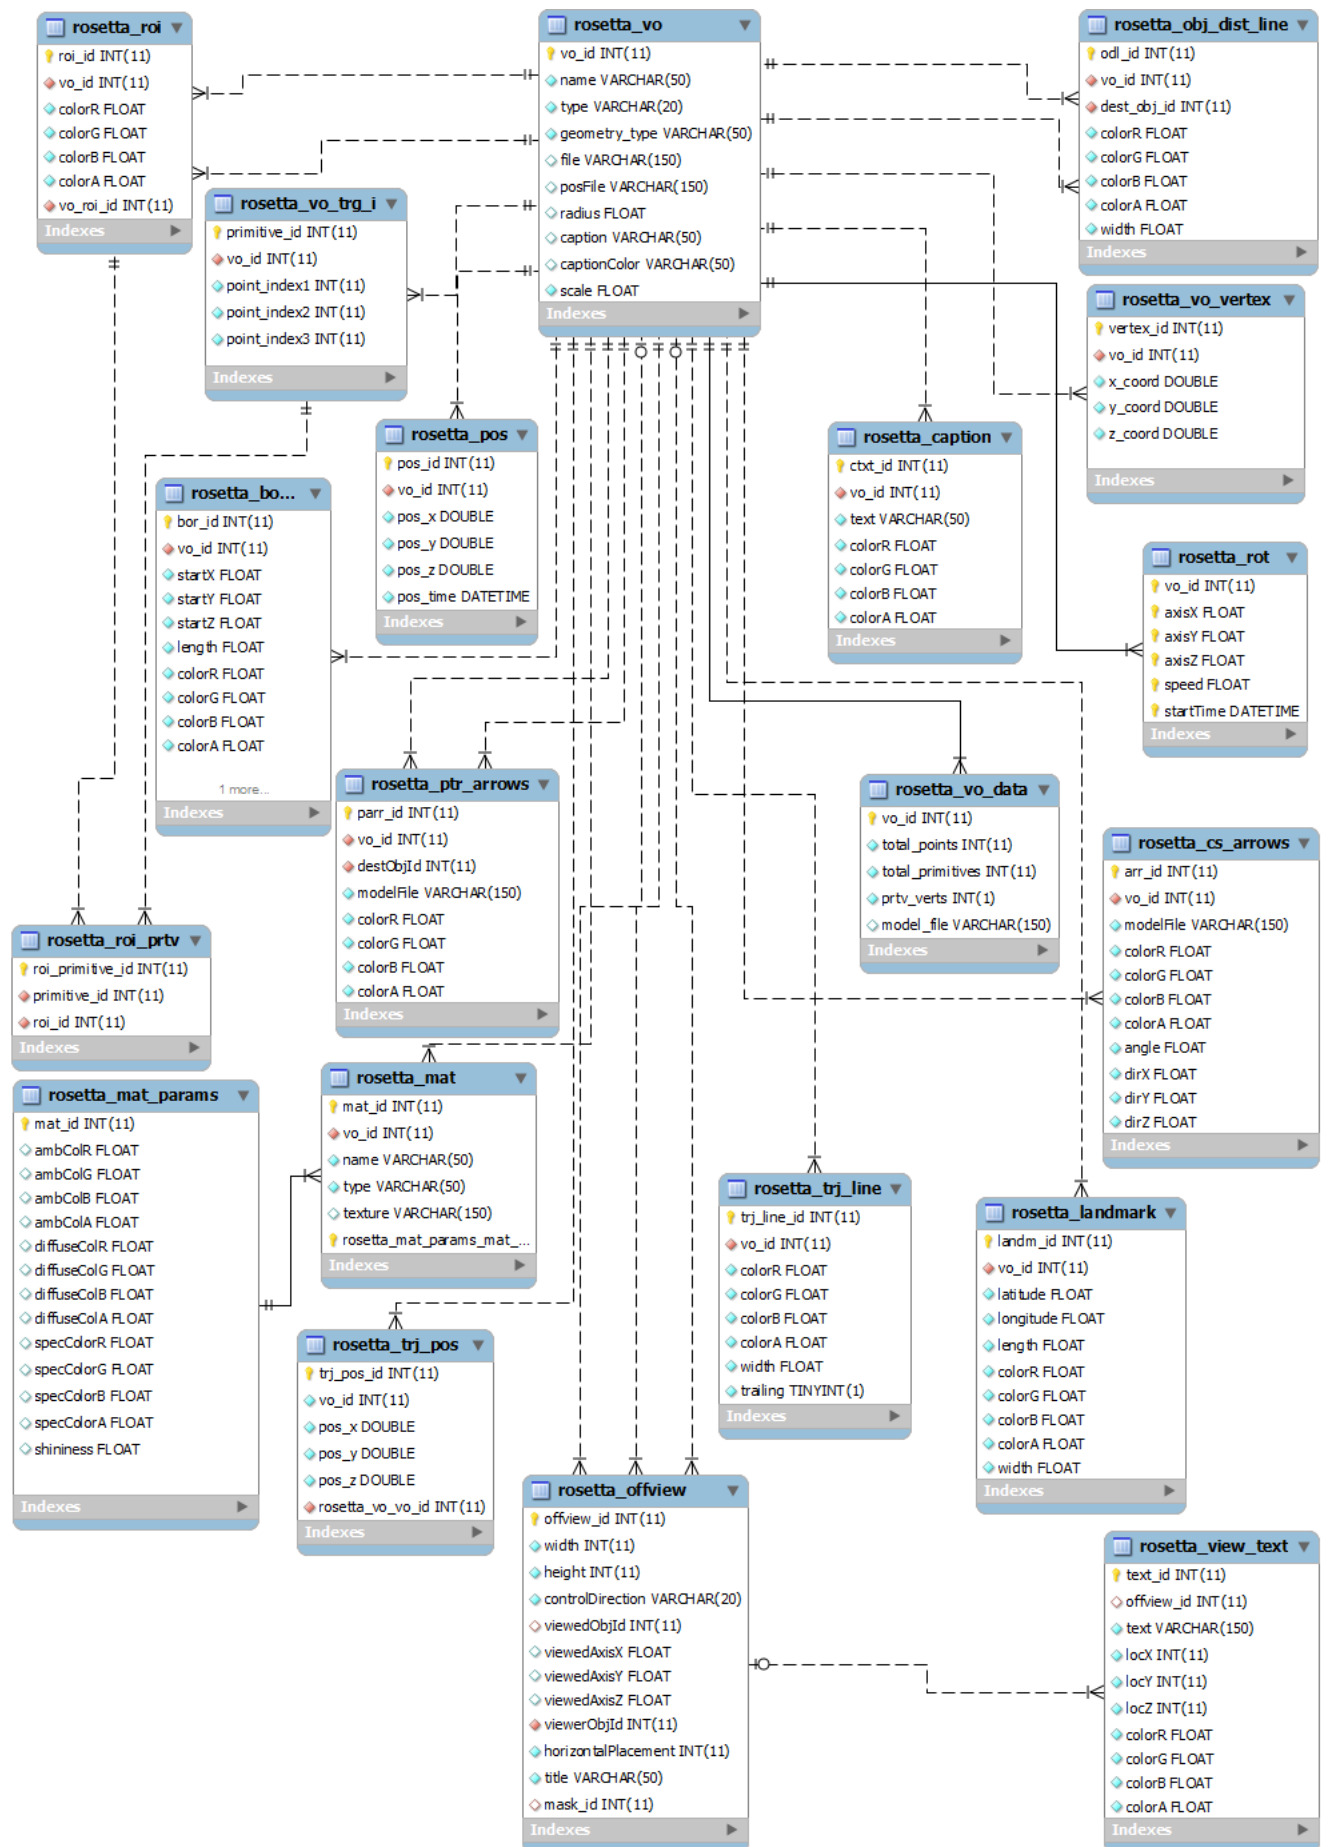 rosetta_roi
roi_id INT(11)
vo_id INT(11)
colorR FLOAT
colorG FLOAT
colorB FLOAT
colorA FLOAT
vo_roi_id INT(11)
Indexes
rosetta_vo
vo_id INT(11)
name VARCHAR(50)
type VARCHAR(20)
geometry_type VARCHAR(50)
file VARCHAR(150)
posFile VARCHAR(150)
radius FLOAT
caption VARCHAR(50)
captionColor VARCHAR(50)
scale FLOAT
Indexes
rosetta_obj_dist_line
odl_id INT(11)
vo_id INT(11)
dest_obj_id INT(11)
colorR FLOAT
colorG FLOAT
colorB FLOAT
colorA FLOAT
width FLOAT
Indexes
rosetta_vo_trg_i
primitive_id INT(11)
vo_id INT(11)
point_index1 INT(11)
point_index2 INT(11)
point_index3 INT(11)
Indexes
rosetta_vo_vertex
vertex_id INT(11)
vo_id INT(11)
x_coord DOUBLE
y_coord DOUBLE
z_coord DOUBLE
Indexes
rosetta_pos
pos_id INT(11)
vo_id INT(11)
pos_x DOUBLE
pos_y DOUBLE
pos_z DOUBLE
pos_time DATETIME
Indexes
rosetta_caption
ctxt_id INT(11)
vo_id INT(11)
text VARCHAR(50)
colorR FLOAT
colorG FLOAT
colorB FLOAT
colorA FLOAT
Indexes
rosetta_bo...
bor_id INT(11)
vo_id INT(11)
startX FLOAT
startY FLOAT
startZ FLOAT
length FLOAT
colorR FLOAT
colorG FLOAT
colorB FLOAT
colorA FLOAT
1 more...
Indexes
rosetta_rot
vo_id INT(11)
axisX FLOAT
axisY FLOAT
axisZ FLOAT
speed FLOAT
startTime DATETIME
Indexes
rosetta_ptr_arrows
parr_id INT(11)
vo_id INT(11)
destObjId INT(11)
modelFile VARCHAR(150)
colorR FLOAT
colorG FLOAT
colorB FLOAT
colorA FLOAT
Indexes
rosetta_vo_data
vo_id INT(11)
total_points INT(11)
total_primitives INT(11)
prtv_verts INT(1)
model_file VARCHAR(150)
Indexes
rosetta_cs_arrows
arr_id INT(11)
vo_id INT(11)
modelFile VARCHAR(150)
colorR FLOAT
colorG FLOAT
colorB FLOAT
colorA FLOAT
angle FLOAT
dirX FLOAT
dirY FLOAT
dirZ FLOAT
Indexes
rosetta_roi_prtv
roi_primitive_id INT(11)
primitive_id INT(11)
roi_id INT(11)
Indexes
rosetta_mat_params
mat_id INT(11)
ambColR FLOAT
ambColG FLOAT
ambColB FLOAT
ambColA FLOAT
diffuseColR FLOAT
diffuseColG FLOAT
diffuseColB FLOAT
diffuseColA FLOAT
specColorR FLOAT
specColorG FLOAT
specColorB FLOAT
specColorA FLOAT
shininess FLOAT
Indexes
rosetta_mat
mat_id INT(11)
vo_id INT(11)
name VARCHAR(50)
type VARCHAR(50)
texture VARCHAR(150)
rosetta_mat_params_mat_...
Indexes
rosetta_trj_line
trj_line_id INT(11)
vo_id INT(11)
colorR FLOAT
colorG FLOAT
colorB FLOAT
colorA FLOAT
width FLOAT
trailing TINYINT(1)
Indexes
rosetta_landmark
landm_id INT(11)
vo_id INT(11)
latitude FLOAT
longitude FLOAT
length FLOAT
colorR FLOAT
colorG FLOAT
colorB FLOAT
colorA FLOAT
width FLOAT
Indexes
rosetta_trj_pos
trj_pos_id INT(11)
vo_id INT(11)
pos_x DOUBLE
pos_y DOUBLE
pos_z DOUBLE
rosetta_vo_vo_id INT(11)
Indexes
rosetta_offview
offview_id INT(11)
width INT(11)
height INT(11)
controlDirection VARCHAR(20)
viewedObjId INT(11)
viewedAxisX FLOAT
viewedAxisY FLOAT
viewedAxisZ FLOAT
viewerObjId INT(11)
horizontalPlacement INT(11)
title VARCHAR(50)
mask_id INT(11)
Indexes
rosetta_view_text
text_id INT(11)
offview_id INT(11)
text VARCHAR(150)
locX INT(11)
locY INT(11)
locZ INT(11)
colorR FLOAT
colorG FLOAT
colorB FLOAT
colorA FLOAT
Indexes